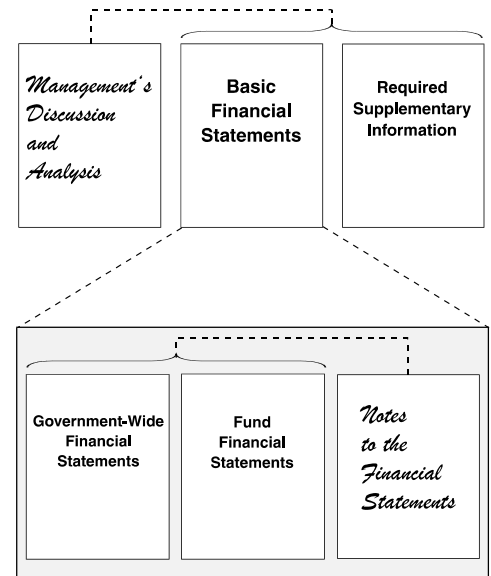 Management's
Discussion
and
Analysis
Basic
Financial
Statements
Required
Supplementary
Information
Government-Wide
Financial
Statements
Fund
Financial
Statements
Notes
to the
Financial
Statements